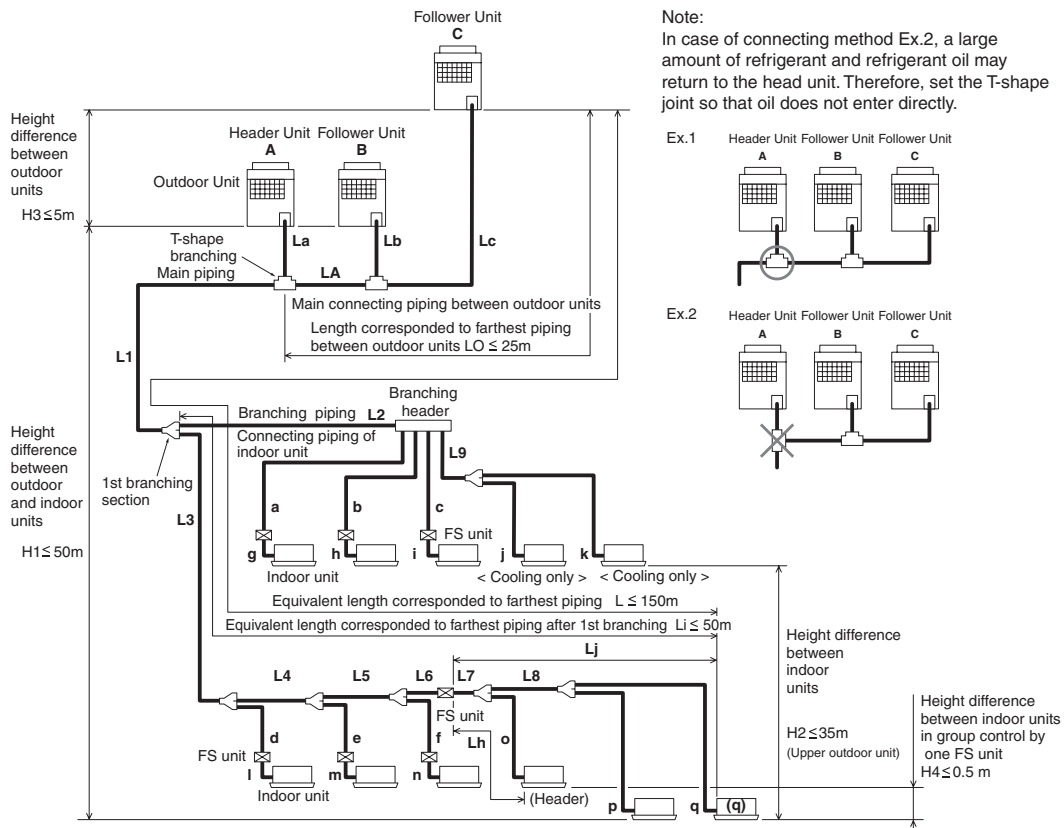 Follower Unit
C
Note:
In case of connecting method Ex.2, a large
amount of refrigerant and refrigerant oil may
return to the head unit. Therefore, set the T-shape
joint so that oil does not enter directly.
Height
difference
between
outdoor
units
H3 ≤ 5m
Header Unit Follower Unit
A B
Outdoor Unit
La Lb Lc
T-shape
branching
Main piping
LA
Main connecting piping between outdoor units
Length corresponded to farthest piping
between outdoor units LO ≤ 25m
Ex.1
Header Unit Follower Unit Follower Unit
A B C
Ex.2
Header Unit Follower Unit Follower Unit
A B C
L1
Branching
header
Branching piping L2
Connecting piping of
indoor unit
L9
1st branching
section
Height
difference
between
outdoor
and indoor
units
H1 ≤ 50m
L3
a b c
FS unit
g h i j k
Indoor unit
< Cooling only > < Cooling only >
Equivalent length corresponded to farthest piping L ≤ 150m
Equivalent length corresponded to farthest piping after 1st branching Li ≤ 50m
Lj
L4 L5 L6 L7 L8
FS unit
Lh
d e f o
FS unit
l m n
Indoor unit
(Header)
p q (q)
Height difference
between
indoor
units
H2 ≤ 35m
(Upper outdoor unit)
Height difference
between indoor units
in group control by
one FS unit
H4 ≤ 0.5 m